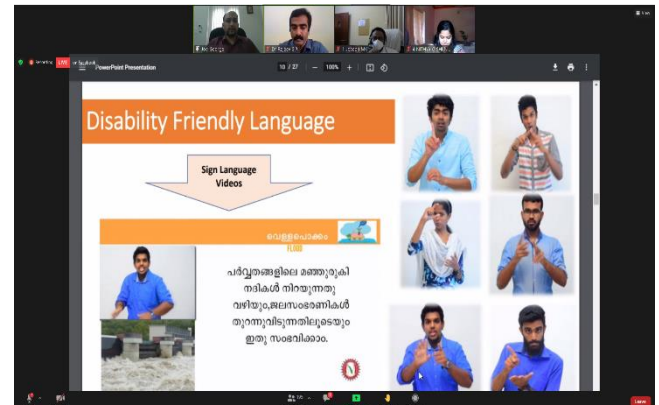 LIVE
PowerPoint Presentation
10 / 27
100%
Disability Friendly Language
Sign Language
Videos
വെള്ളപൊക്കം
പർവ്വതങ്ങളിലെ മഞ്ഞുരുകി
നദികൾ നിറയുന്നതു
വഴിയും,ജലസംഭരണികൾ
തുറന്നുവിടുന്നതിലൂടെയും
ഇതു സംഭവിക്കാം.